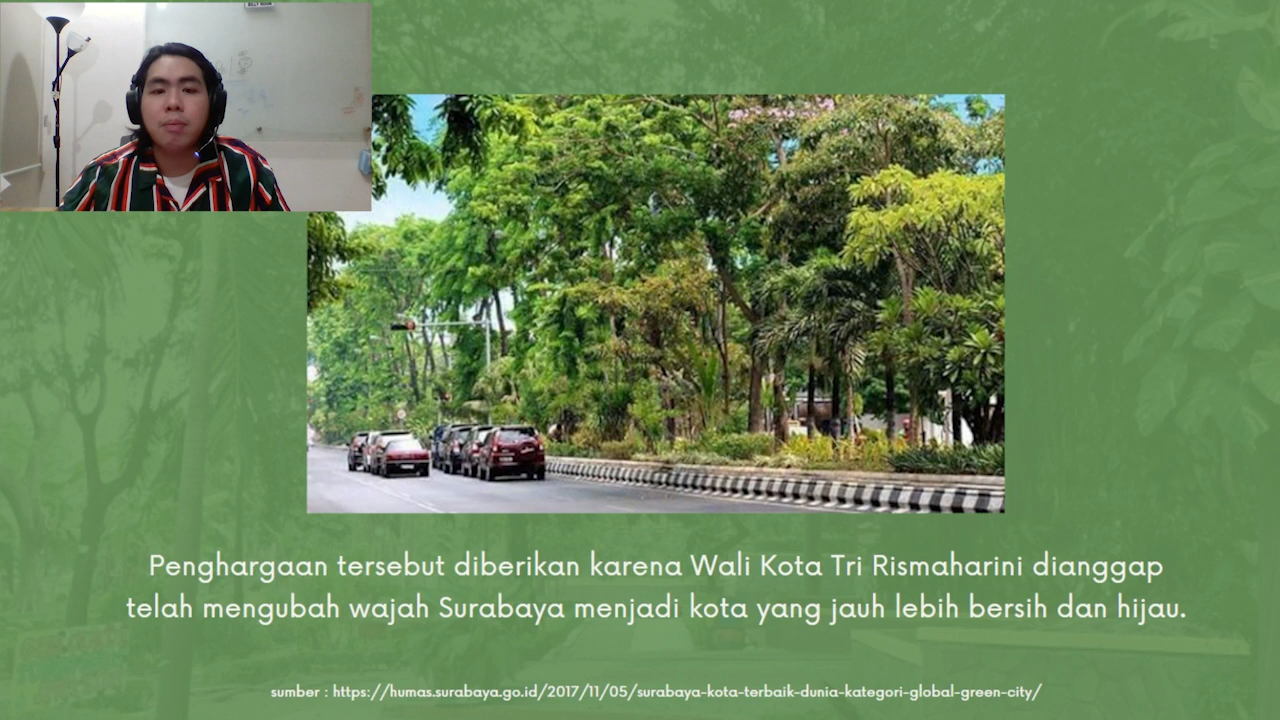 Penghargaan tersebut diberikan karena Wali Kota Tri Rismaharini dianggap
telah mengubah wajah Surabaya menjadi kota yang jauh lebih bersih dan hijau.
sumber : https://humas.surabaya.go.id/2017/11/05/surabaya-kota-terbaik-dunia-kategori-global-green-city/